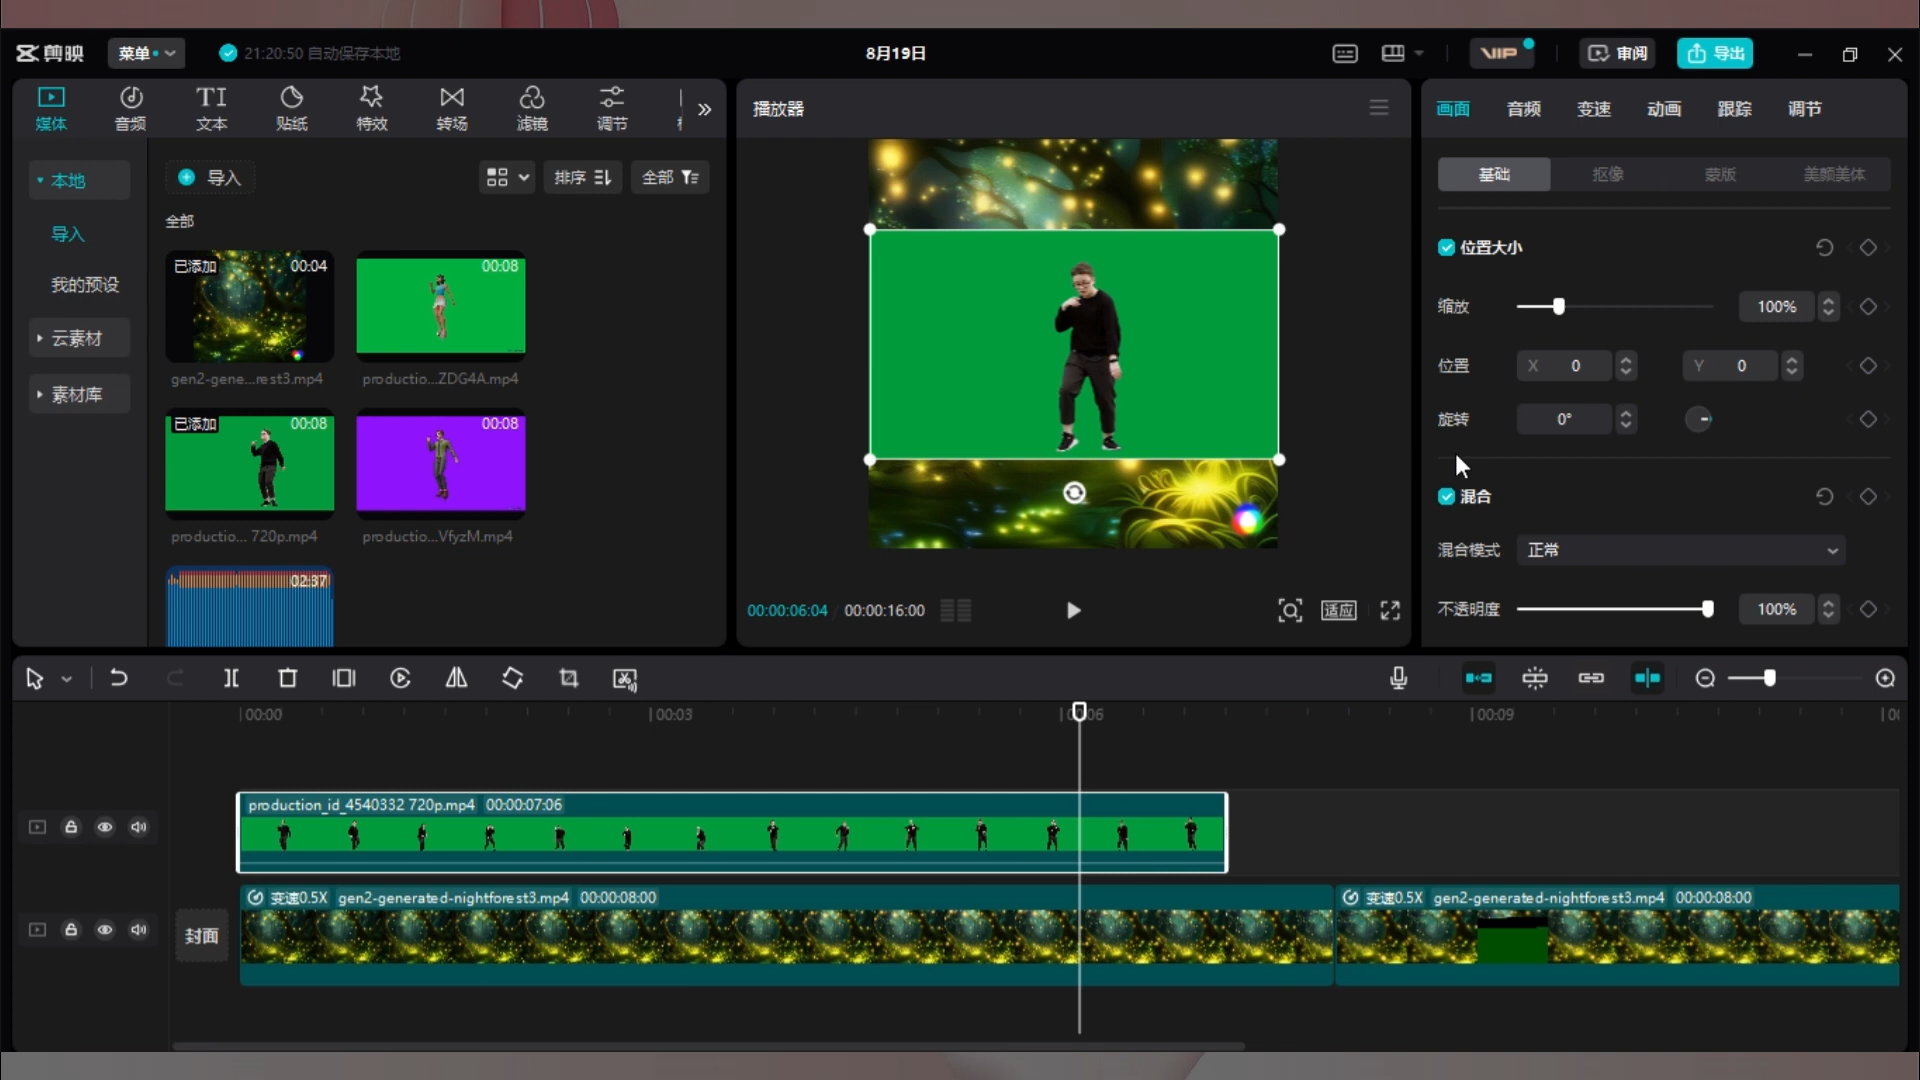 剪映
菜单
21:20:50 自动保存本地
8月19日
VIP
审阅
导出
媒体
音频
TI
文本
贴纸
特效
转场
滤镜
调节
播放器
画面
音频
变速
动画
跟踪
调节
本地
导入
我的预设
云素材
素材库
导入
排序
全部
全部
已添加
00:04
gen2-gene...rest3.mp4
00:08
productio...ZDG4A.mp4
已添加
00:08
productio... 720p.mp4
00:08
productio...VfyzM.mp4
02:37
00:00:06:04
00:00:16:00
适应
基础
抠像
蒙版
美颜美体
位置大小
缩放
100%
位置
X 0
Y 0
旋转
0°
混合
混合模式
正常
不透明度
100%
00:00
00:03
00:06
00:09
production_id_4540332 720p.mp4 00:00:07:06
封面
变速0.5X gen2-generated-nightforest3.mp4 00:00:08:00
变速0.5X gen2-generated-nightforest3.mp4 00:00:08:00